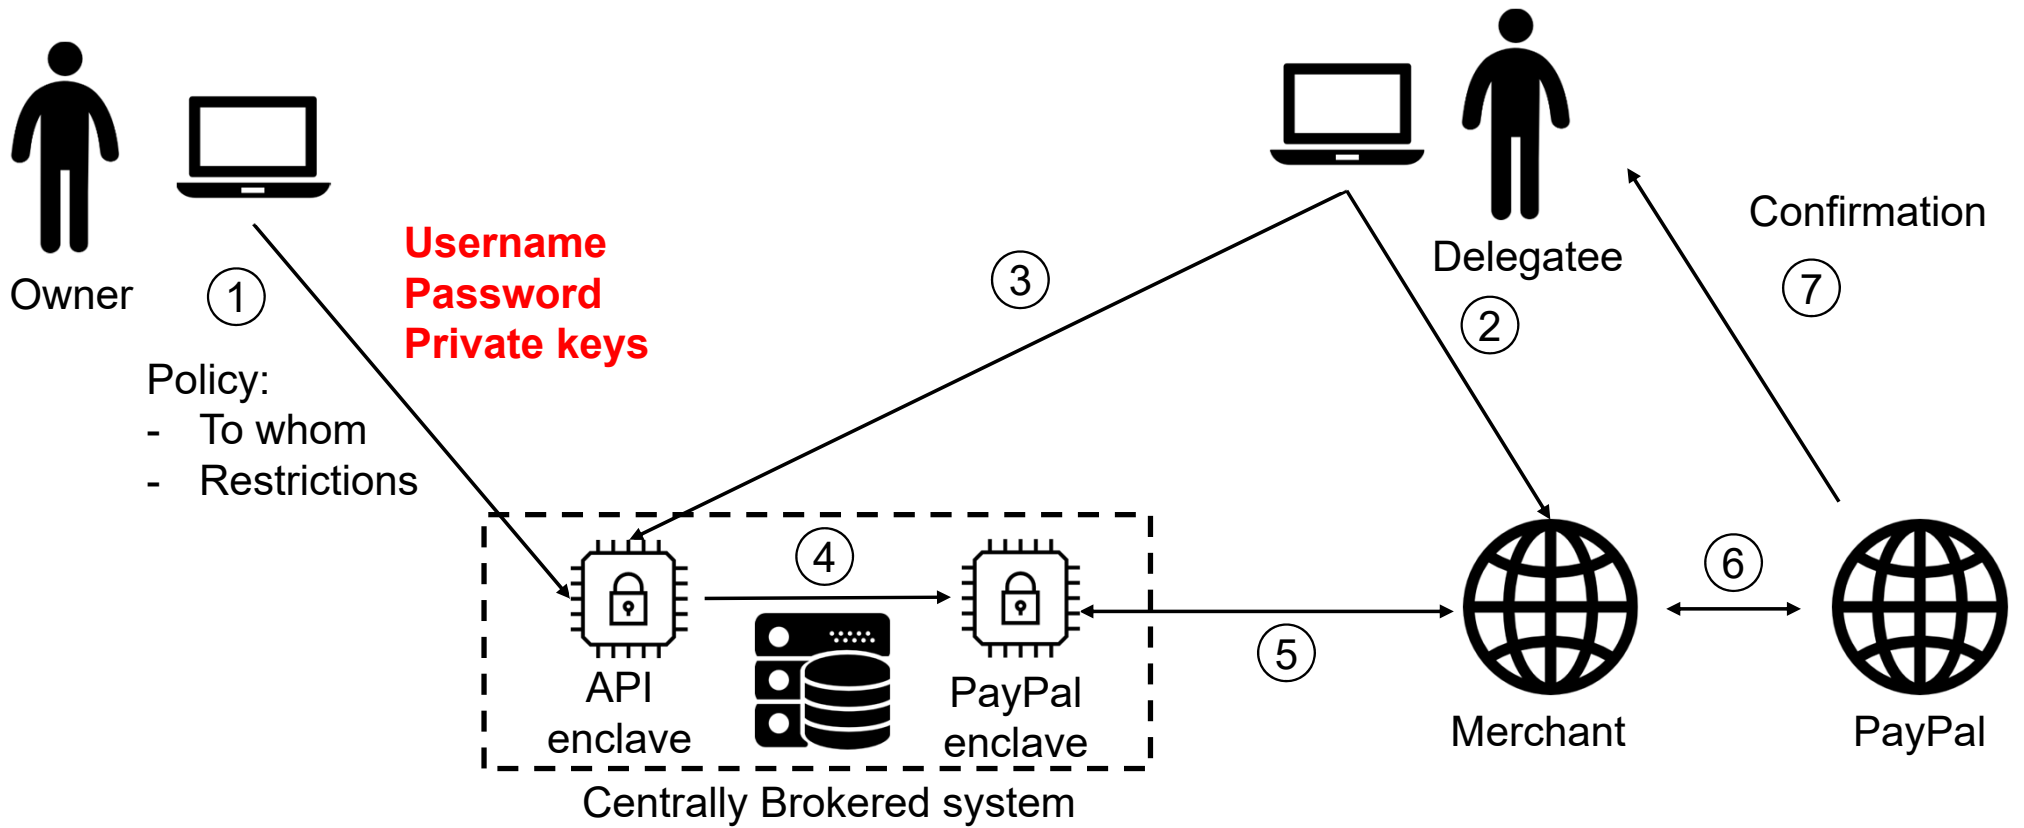 Owner
1
Policy:
- To whom
- Restrictions
Username
Password
Private keys
3
Delegatee
2
Confirmation
7
4
API
enclave
PayPal
enclave
Centrally Brokered system
5
Merchant
6
PayPal